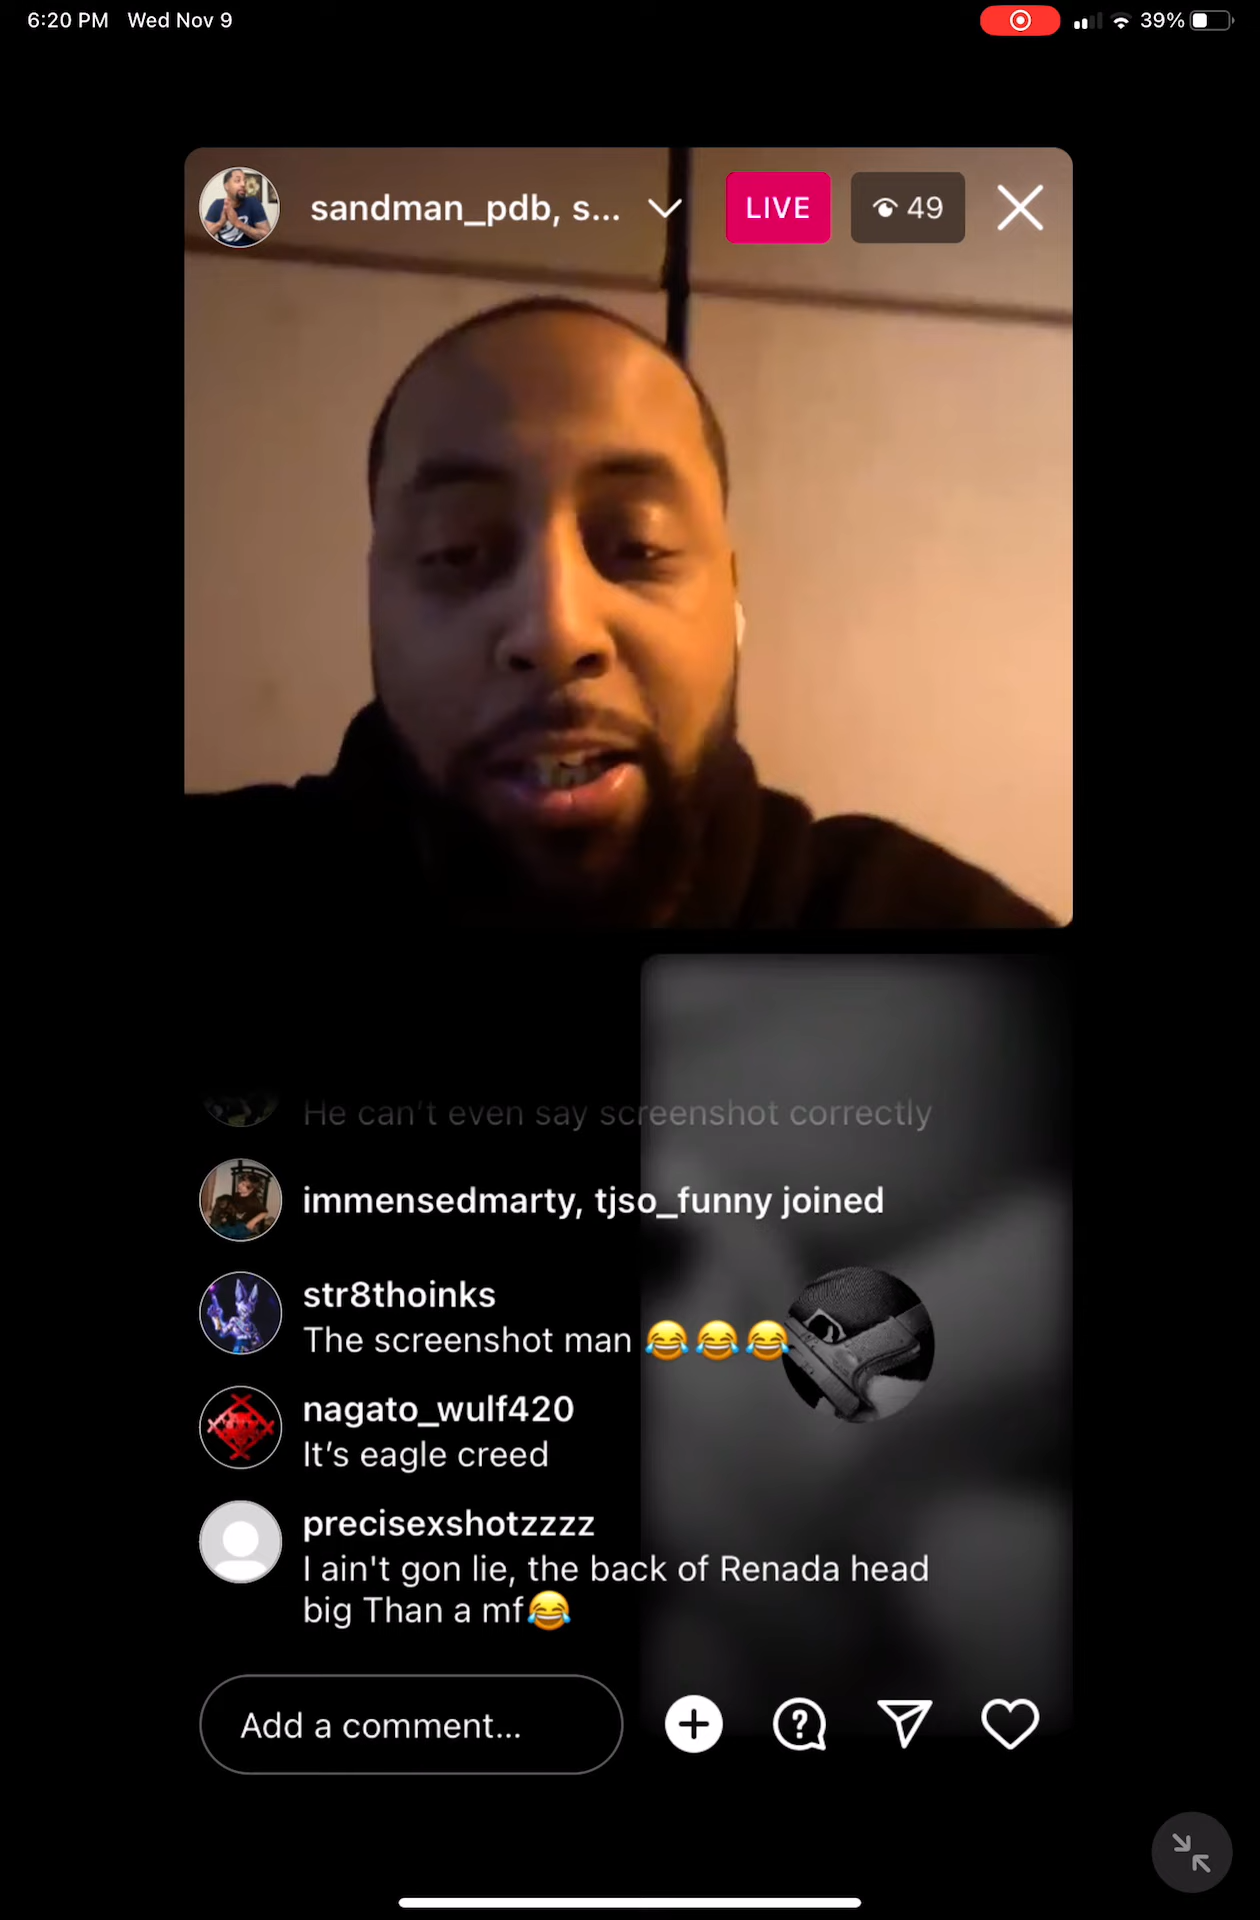 6:20 PM Wed Nov 9
39%
sandman_pdb, s...
LIVE
49
He can't even say screenshot correctly
immensedmarty, tjso_funny joined
str8thoinks
The screenshot man 😂😂😂
nagato_wulf420
It's eagle creed
precisexshotzzzz
I ain't gon lie, the back of Renada head
big Than a mf😂
Add a comment...